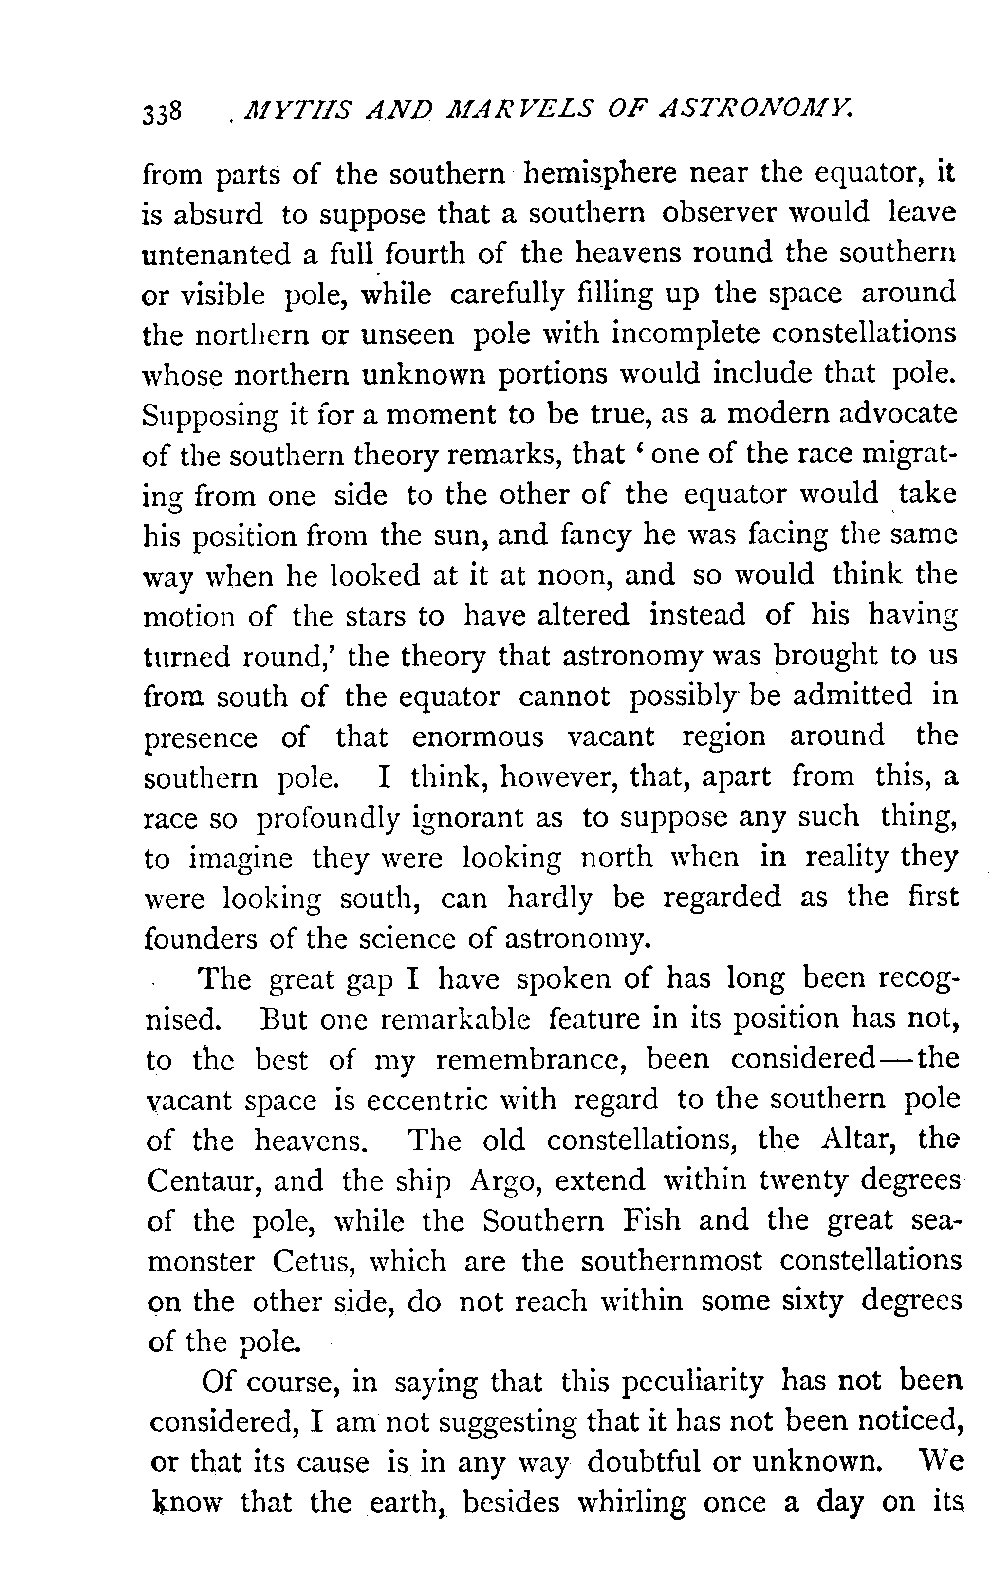 338 . MYTHS AND MARVELS OF ASTRONOMY.
from parts of the southern hemisphere near the equator, it
is absurd to suppose that a southern observer would leave
untenanted a full fourth of the heavens round the southern
or visible pole, while carefully filling up the space around
the northern or unseen pole with incomplete constellations
whose northern unknown portions would include that pole.
Supposing it for a moment to be true, as a modern advocate
of the southern theory remarks, that ‘ one of the race migrat-
ing from one side to the other of the equator would take
his position from the sun, and fancy he was facing the same
way when he looked at it at noon, and so would think the
motion of the stars to have altered instead of his having
turned round,’ the theory that astronomy was brought to us
from south of the equator cannot possibly be admitted in
presence of that enormous vacant region around the
southern pole. I think, however, that, apart from this, a
race so profoundly ignorant as to suppose any such thing,
to imagine they were looking north when in reality they
were looking south, can hardly be regarded as the first
founders of the science of astronomy.
The great gap I have spoken of has long been recog-
nised. But one remarkable feature in its position has not,
to the best of my remembrance, been considered—the
vacant space is eccentric with regard to the southern pole
of the heavens. The old constellations, the Altar, the
Centaur, and the ship Argo, extend within twenty degrees
of the pole, while the Southern Fish and the great sea-
monster Cetus, which are the southernmost constellations
on the other side, do not reach within some sixty degrees
of the pole.
Of course, in saying that this peculiarity has not been
considered, I am not suggesting that it has not been noticed,
or that its cause is in any way doubtful or unknown. We
know that the earth, besides whirling once a day on its